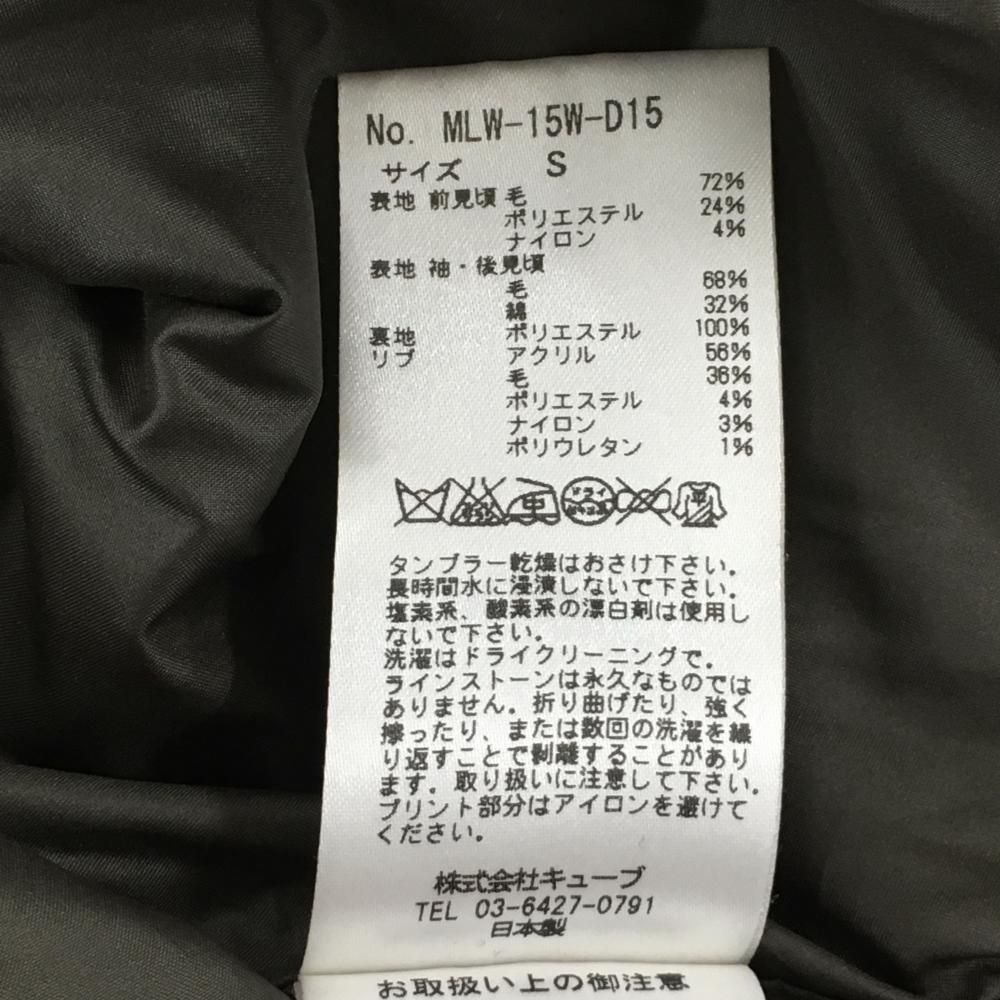 No. MLW-15W-D15
サイズ S
表地 前見頃 毛 72%
ポリエステル 24%
ナイロン 4%
表地 袖・後見頃
毛 68%
綿 32%
裏地 ポリエステル 100%
リブ アクリル 56%
毛 36%
ポリエステル 4%
ナイロン 3%
ポリウレタン 1%
中 ドライ 平
タンブラー乾燥はおさけ下さい。
長時間水に浸漬しないで下さい。
塩素系、酸素系の漂白剤は使用し
ないで下さい。
洗濯はドライクリーニングで。
ラインストーンは永久なものでは
ありません。折り曲げたり、強く
擦ったり、または数回の洗濯を繰
り返すことで剥離することがあり
ます。取り扱いに注意して下さい。
プリント部分はアイロンを避けて
ください。
株式会社キューブ
TEL 03-6427-0791
日本製
お取扱い上の御注意